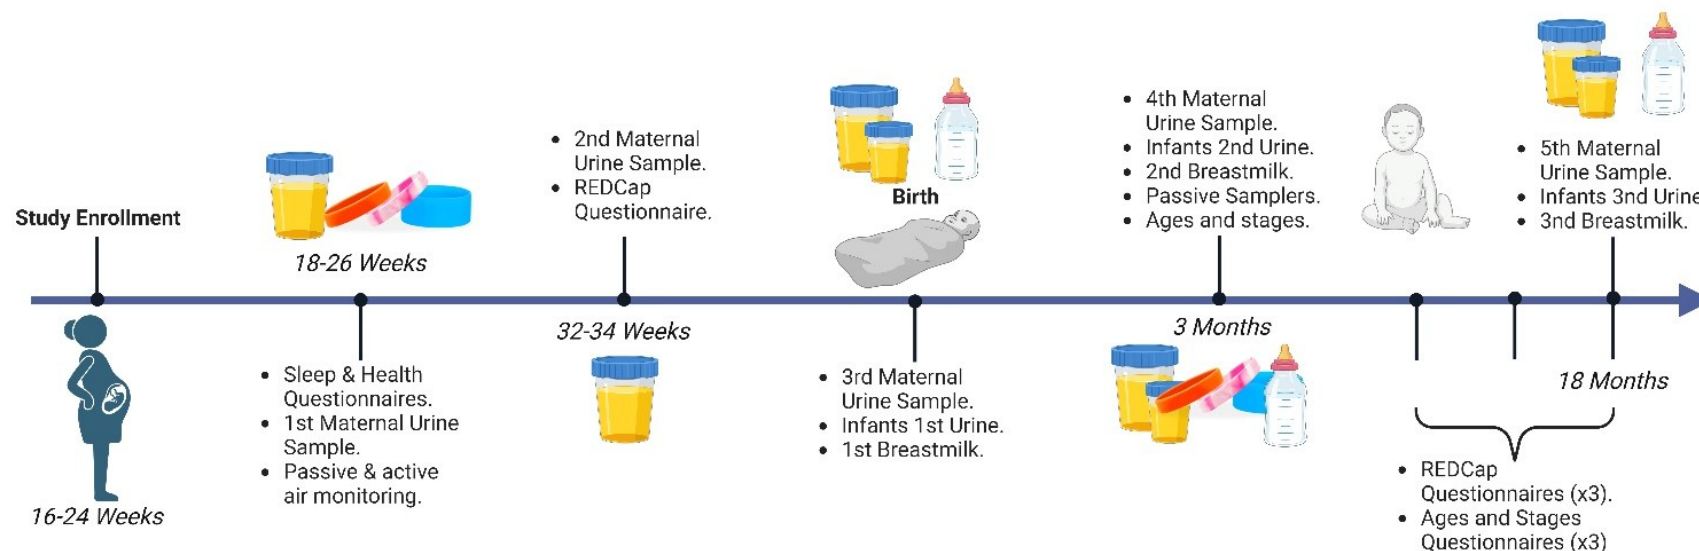 Study Enrollment
16-24 Weeks
18-26 Weeks
• Sleep & Health
Questionnaires.
• 1st Maternal Urine
Sample.
• Passive & active
air monitoring.
• 2nd Maternal
Urine Sample.
• REDCap
Questionnaire.
32-34 Weeks
Birth
• 3rd Maternal
Urine Sample.
• Infants 1st Urine.
• 1st Breastmilk.
• 4th Maternal
Urine Sample.
• Infants 2nd Urine.
• 2nd Breastmilk.
• Passive Samplers.
• Ages and stages.
3 Months
• 5th Maternal
Urine Sample.
• Infants 3nd Urine
• 3nd Breastmilk.
18 Months
• REDCap
Questionnaires (x3).
• Ages and Stages
Questionnaires (x3)